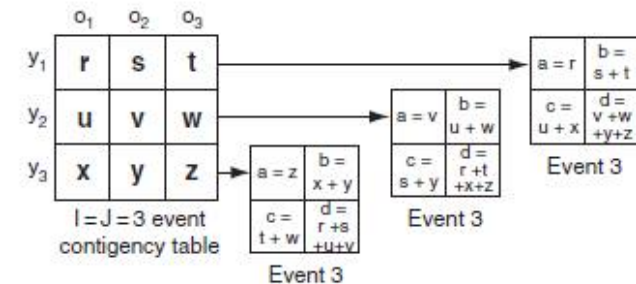 o1 o2 o3
y1 r s t
y2 u v w
y3 x y z
I = J = 3 event
contigency table
a = z b =
x + y
c =
t + w d =
r +s
+u+v
Event 3
a = v b =
u + w
c =
s + y d =
r +t
+x+z
Event 3
a = r b =
s + t
c =
u + x d =
v +w
+y+z
Event 3